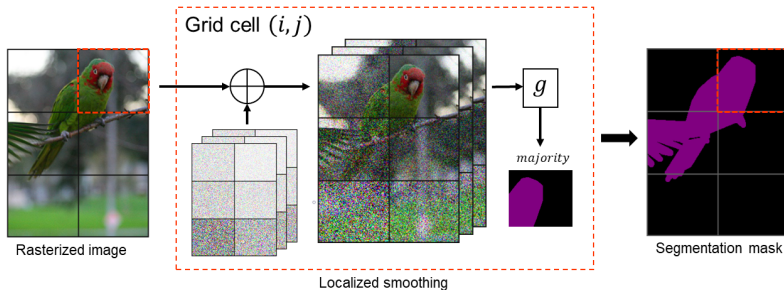 Grid cell (i, j)
g
majority
Rasterized image
Segmentation mask
Localized smoothing